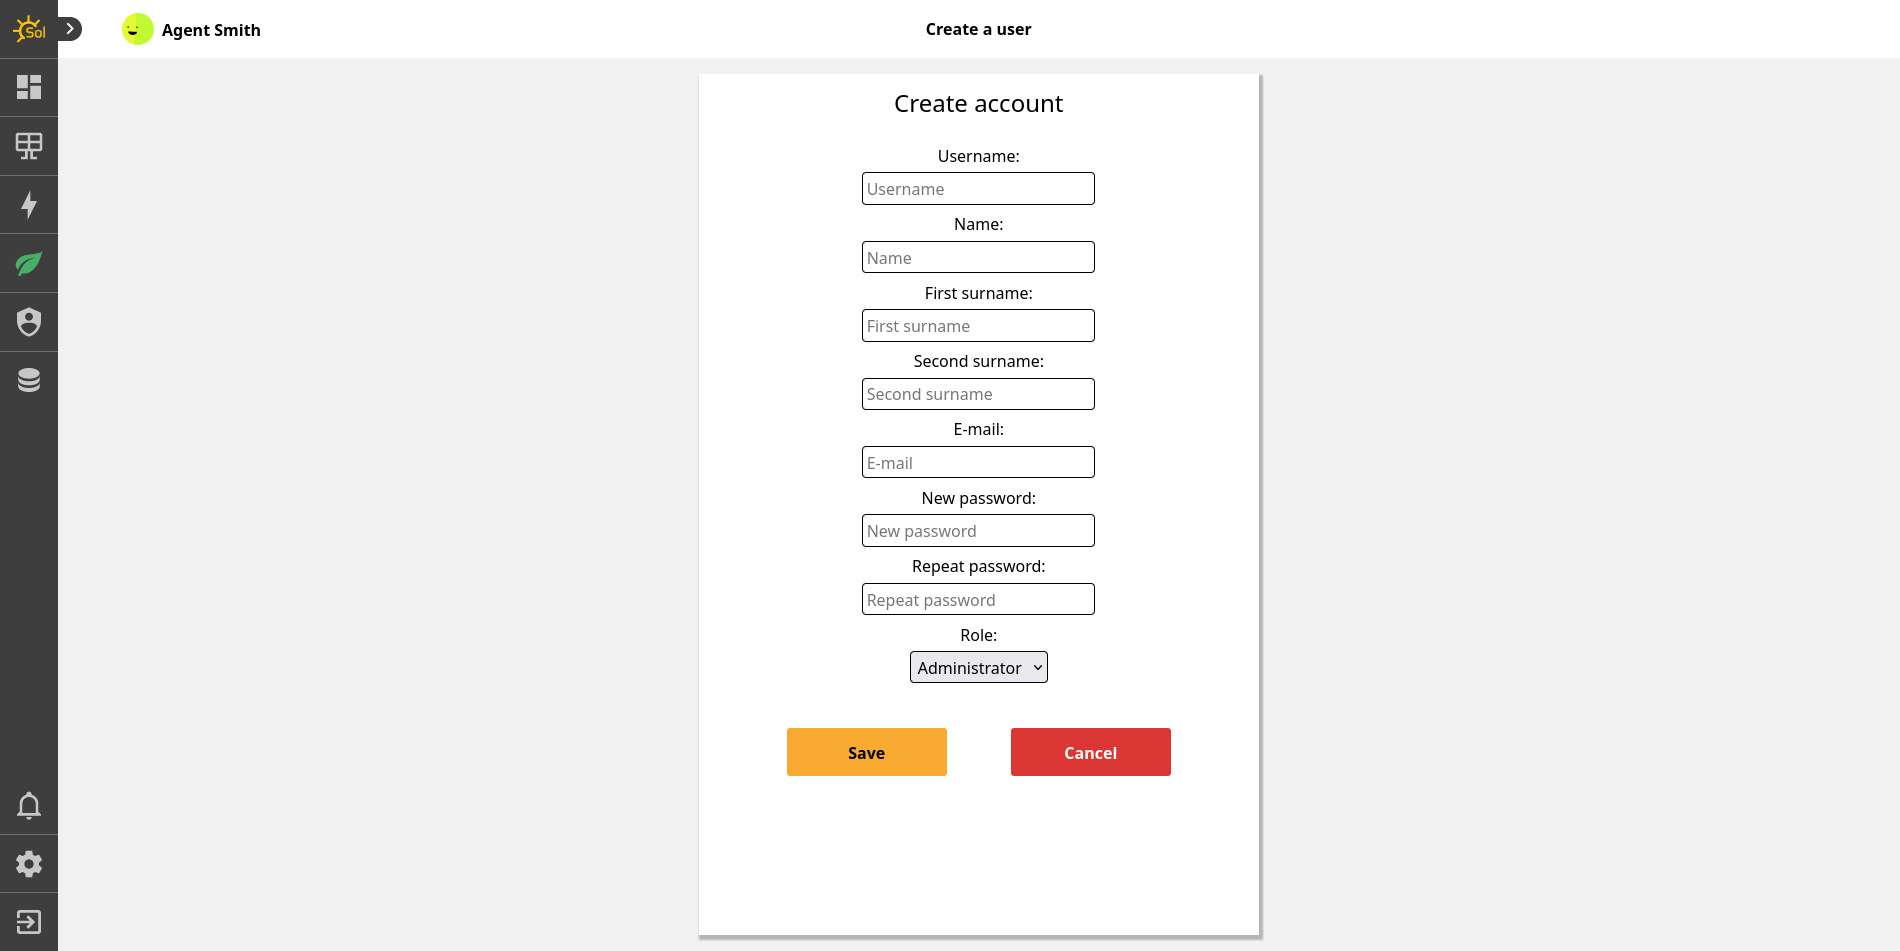 Sol
Agent Smith
Create a user
Create account
Username:
Username
Name:
Name
First surname:
First surname
Second surname:
Second surname
E-mail:
E-mail
New password:
New password
Repeat password:
Repeat password
Role:
Administrator
Save
Cancel